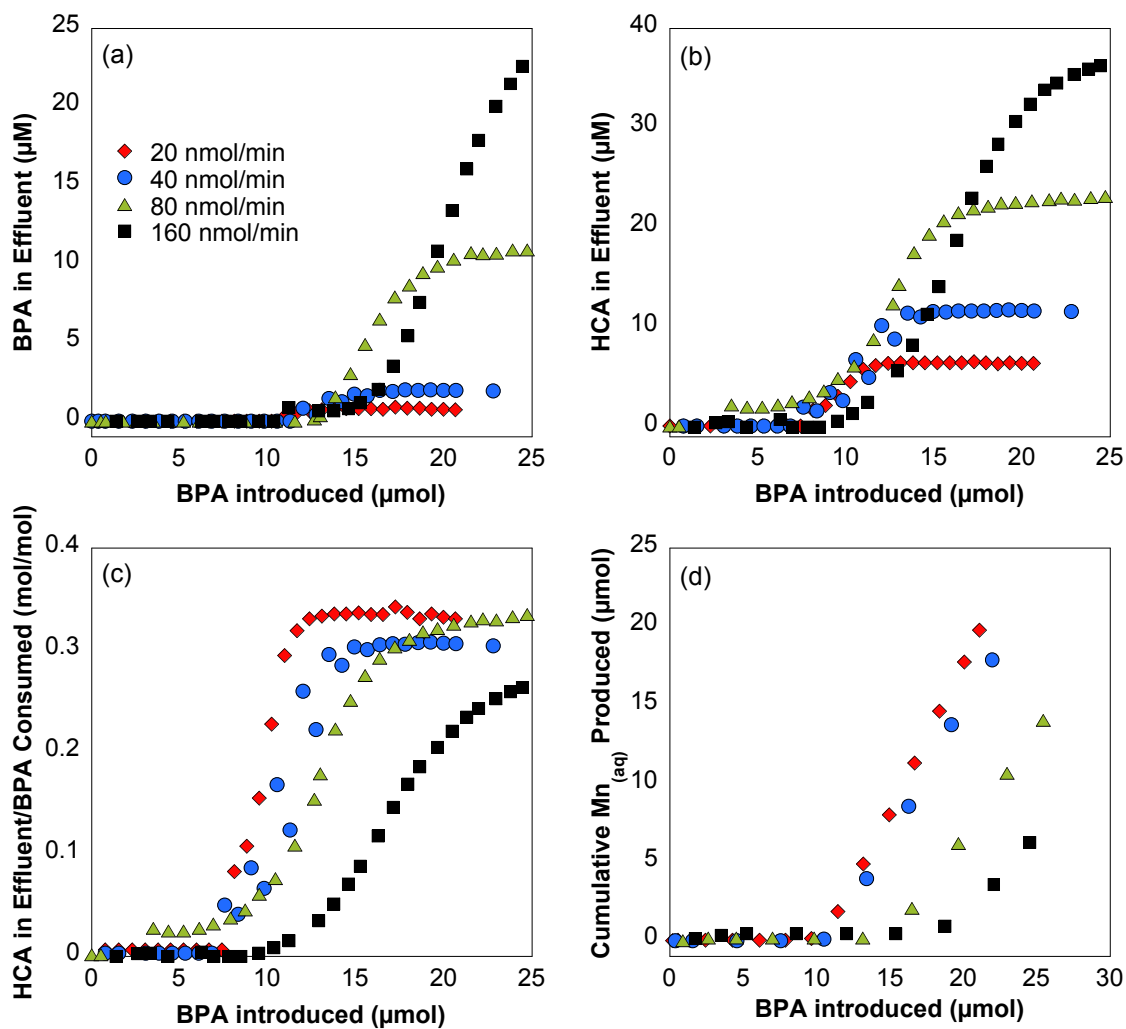 (a)
BPA in Effluent (µM)
25
20
15
10
5
0
20 nmol/min
40 nmol/min
80 nmol/min
160 nmol/min
0 5 10 15 20 25
BPA introduced (µmol)
(b)
HCA in Effluent (µM)
40
30
20
10
0
0 5 10 15 20 25
BPA introduced (µmol)
(c)
HCA in Effluent/BPA Consumed (mol/mol)
0.4
0.3
0.2
0.1
0
0 5 10 15 20 25
BPA introduced (µmol)
(d)
Cumulative Mn(aq) Produced (µmol)
25
20
15
10
5
0
0 5 10 15 20 25 30
BPA introduced (µmol)